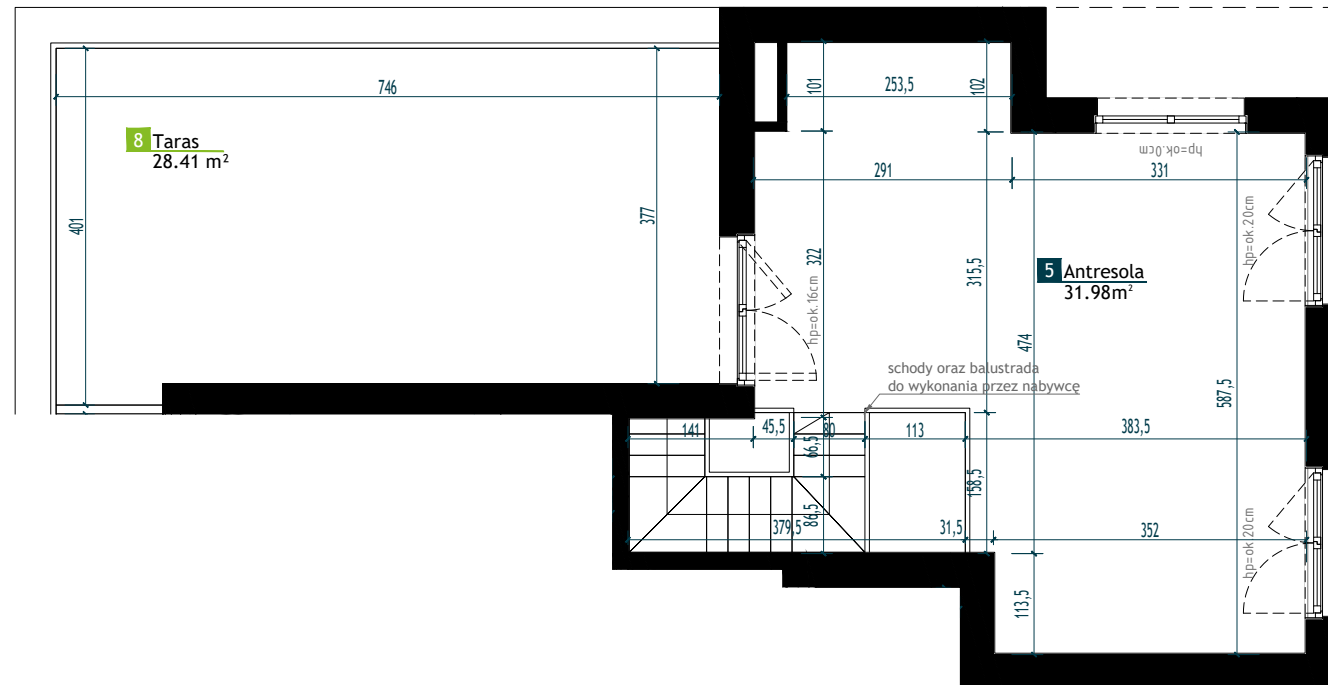 746
253,5
101
102
8 Taras
28.41 m²
hp=ok.0cm
291
331
401
377
322
315,5
hp=ok.20cm
5 Antresola
31.98m²
hp=ok.16cm
474
587,5
schody oraz balustrada
do wykonania przez nabywcę
141
45,5
80
113
383,5
66,5
158,5
86,5
379,5
31,5
352
hp=ok.20cm
113,5